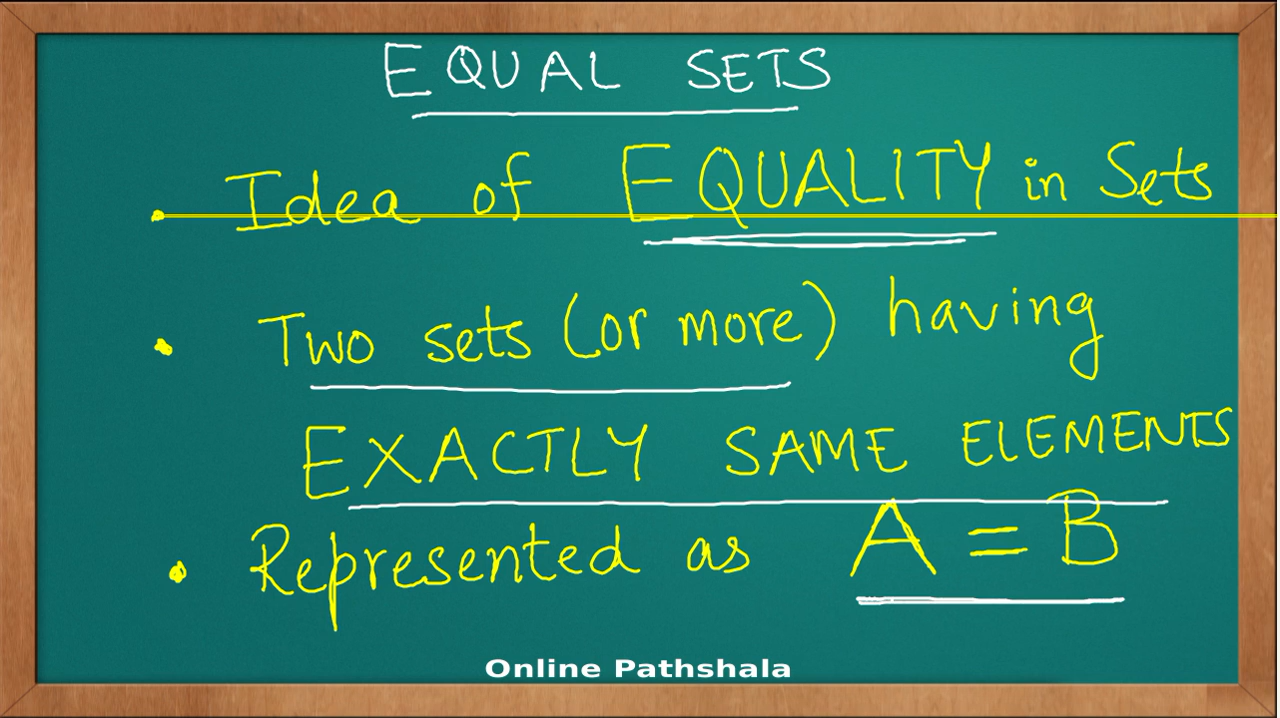 EQUAL SETS
• Idea of EQUALITY in Sets
• Two sets (or more) having
EXACTLY SAME ELEMENTS
• Represented as A = B
Online Pathshala